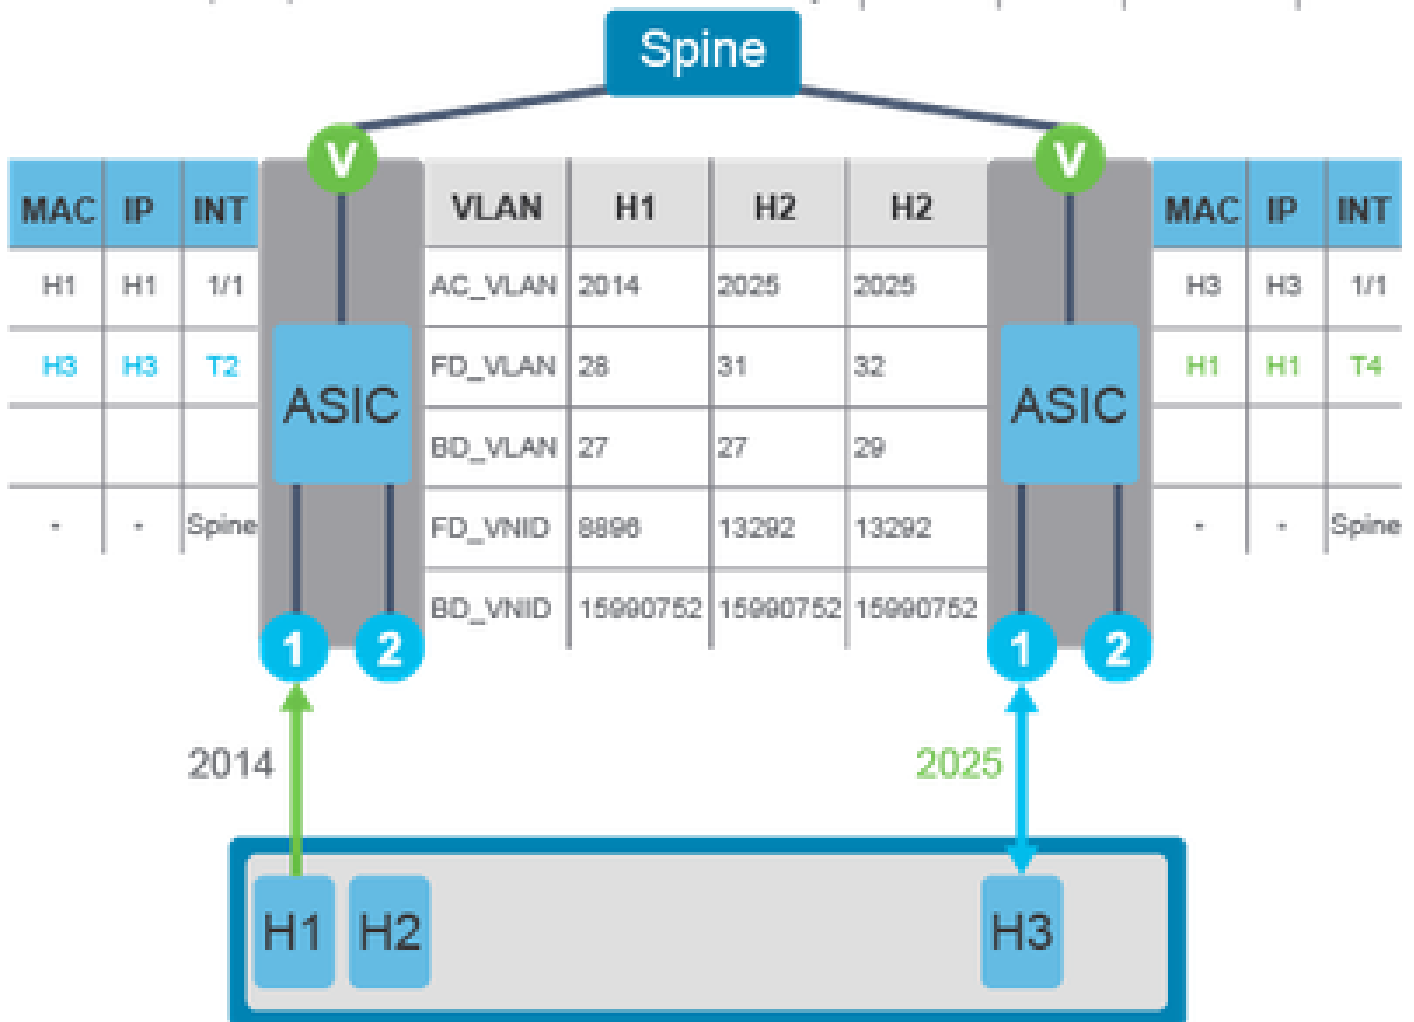 Spine
V V
MAC IP INT
H1 H1 1/1
H3 H3 T2
- - Spine
ASIC
VLAN H1 H2 H2
AC_VLAN 2014 2025 2025
FD_VLAN 28 31 32
BD_VLAN 27 27 29
FD_VNID 8896 13292 13292
BD_VNID 15990752 15990752 15990752
ASIC
MAC IP INT
H3 H3 1/1
H1 H1 T4
- - Spine
1 2 1 2
2014 2025
H1 H2 H3